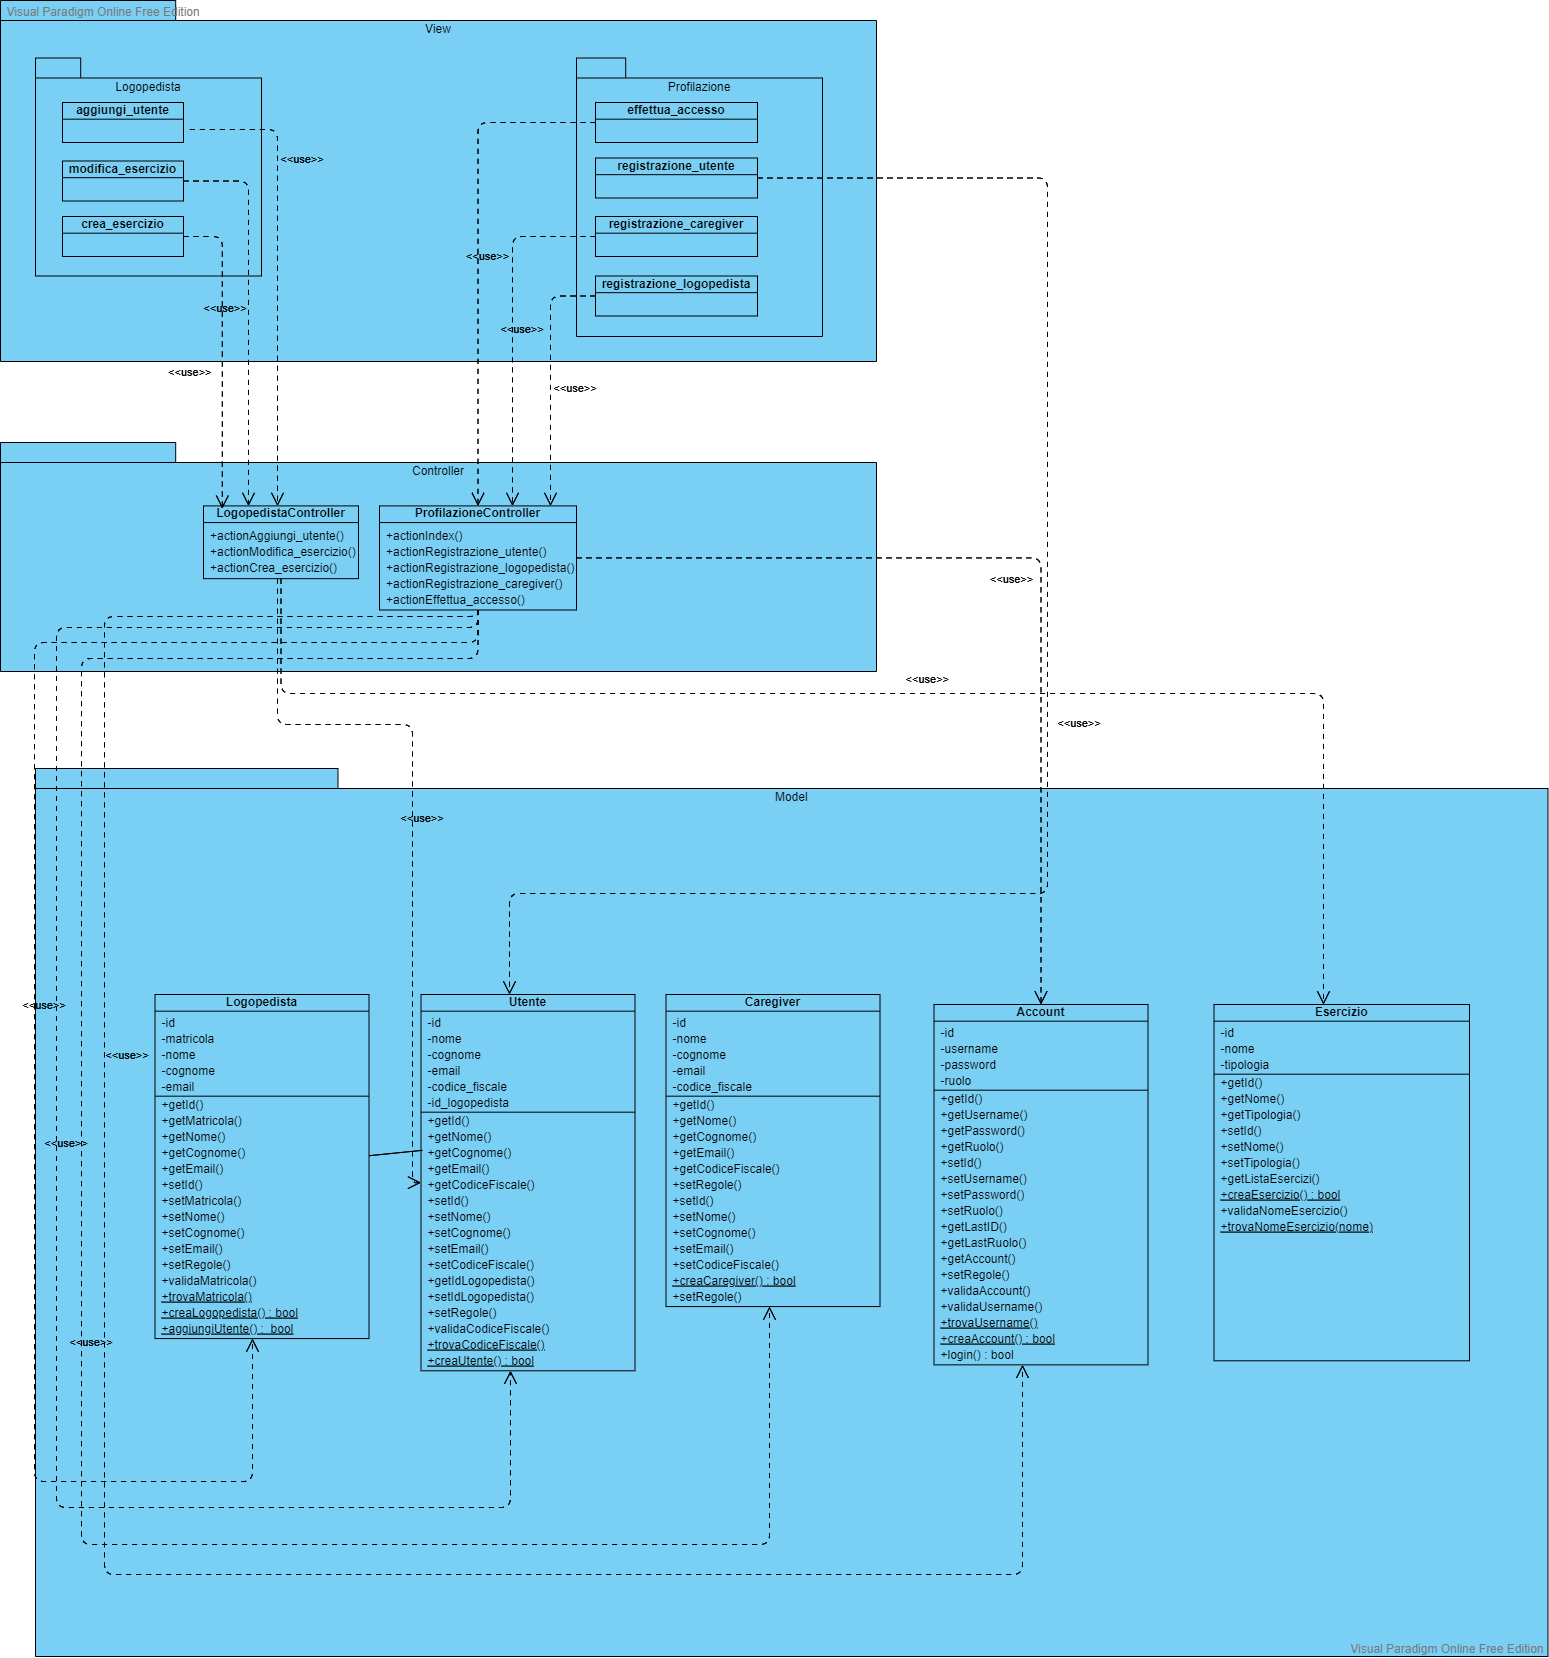 Visual Paradigm Online Free Edition
View
Logopedista
aggiungi_utente
modifica_esercizio
crea_esercizio
Profilazione
effettua_accesso
registrazione_utente
registrazione_caregiver
registrazione_logopedista
<<use>>
<<use>>
<<use>>
<<use>>
<<use>>
<<use>>
Controller
LogopedistaController
+actionAggiungi_utente()
+actionModifica_esercizio()
+actionCrea_esercizio()
ProfilazioneController
+actionIndex()
+actionRegistrazione_utente()
+actionRegistrazione_logopedista()
+actionRegistrazione_caregiver()
+actionEffettua_accesso()
<<use>>
<<use>>
<<use>>
Model
<<use>>
<<use>>
<<use>>
<<use>>
<<use>>
Logopedista
-id
-matricola
-nome
-cognome
-email
+getId()
+getMatricola()
+getNome()
+getCognome()
+getEmail()
+setId()
+setMatricola()
+setNome()
+setCognome()
+setEmail()
+setRegole()
+validaMatricola()
+trovaMatricola()
+creaLogopedista() : bool
+aggiungiUtente() : bool
Utente
-id
-nome
-cognome
-email
-codice_fiscale
-id_logopedista
+getId()
+getNome()
+getCognome()
+getEmail()
+getCodiceFiscale()
+setId()
+setNome()
+setCognome()
+setEmail()
+setCodiceFiscale()
+getIdLogopedista()
+setIdLogopedista()
+setRegole()
+validaCodiceFiscale()
+trovaCodiceFiscale()
+creaUtente() : bool
Caregiver
-id
-nome
-cognome
-email
-codice_fiscale
+getId()
+getNome()
+getCognome()
+getEmail()
+getCodiceFiscale()
+setRegole()
+setId()
+setNome()
+setCognome()
+setEmail()
+setCodiceFiscale()
+creaCaregiver() : bool
+setRegole()
Account
-id
-username
-password
-ruolo
+getId()
+getUsername()
+getPassword()
+getRuolo()
+setId()
+setUsername()
+setPassword()
+setRuolo()
+getLastID()
+getLastRuolo()
+getAccount()
+setRegole()
+validaAccount()
+validaUsername()
+trovaUsername()
+creaAccount() : bool
+login() : bool
Esercizio
-id
-nome
-tipologia
+getId()
+getNome()
+getTipologia()
+setId()
+setNome()
+setTipologia()
+getListaEsercizi()
+creaEsercizio() : bool
+validaNomeEsercizio()
+trovaNomeEsercizio(nome)
Visual Paradigm Online Free Edition